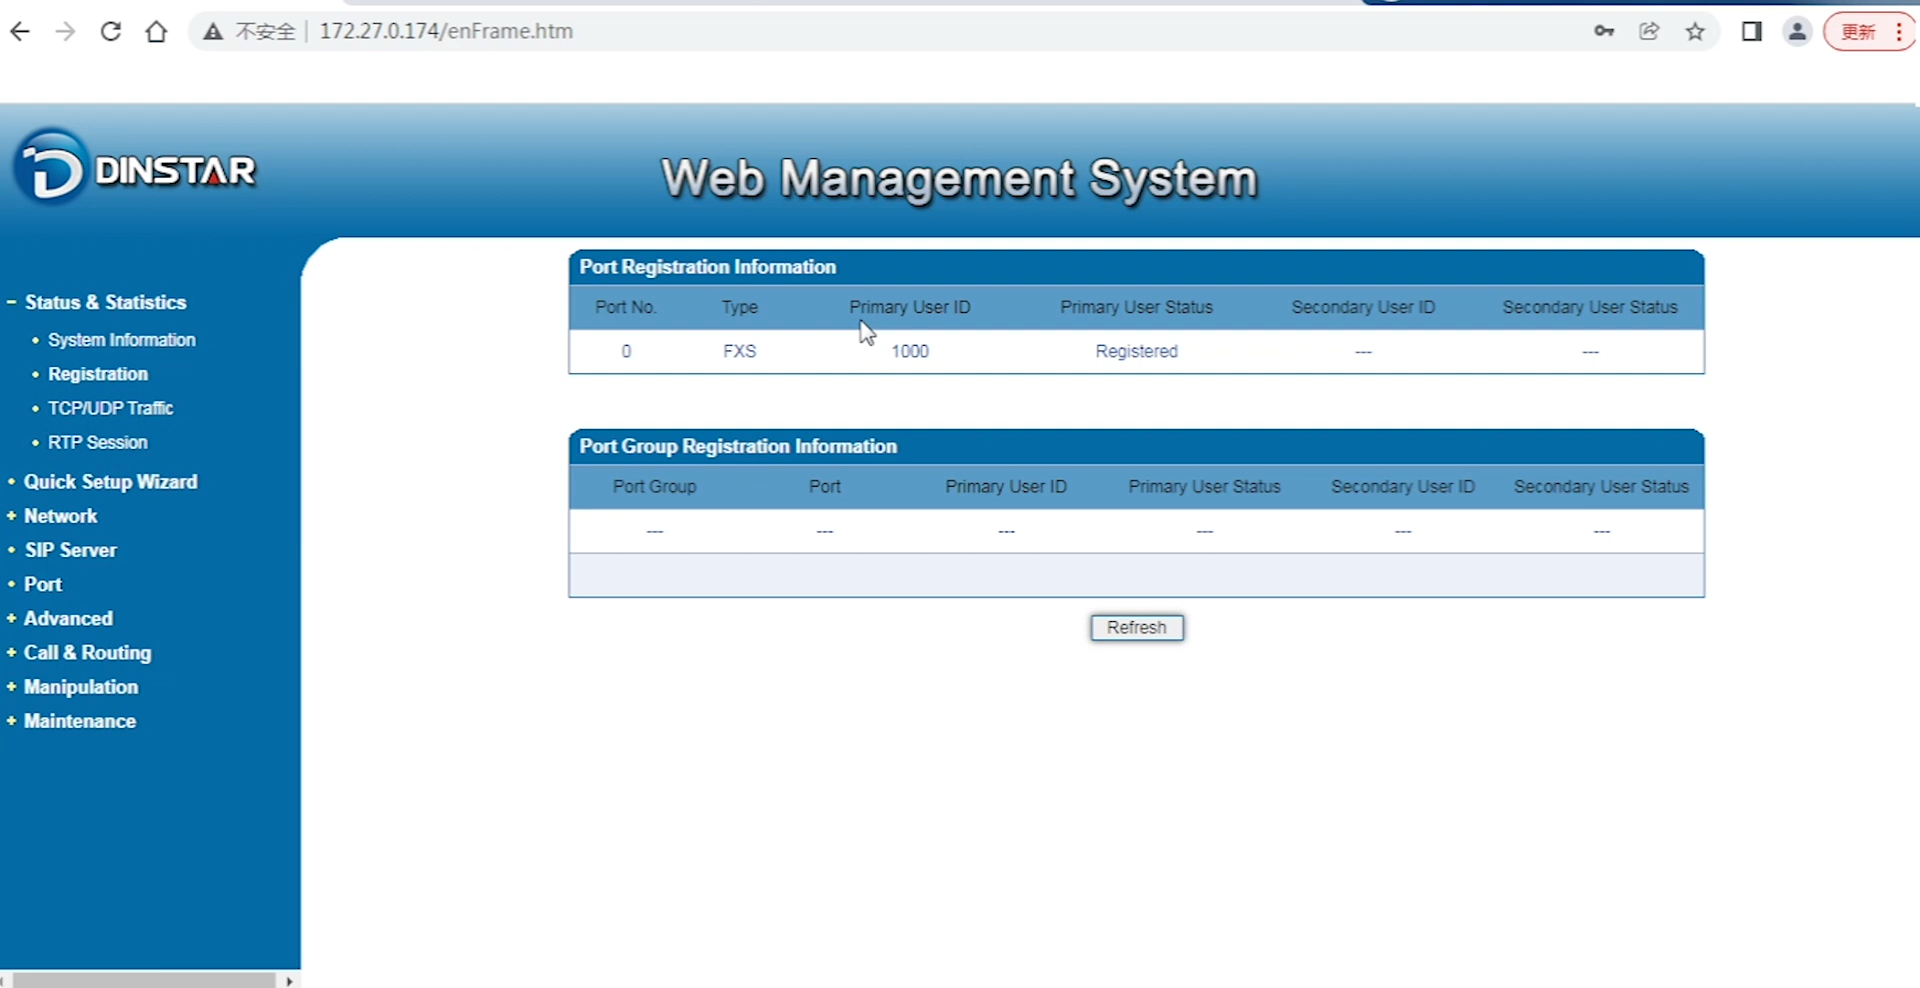 不安全 172.27.0.174/enFrame.htm 更新
DINSTAR
Web Management System
Status & Statistics
System Information
Registration
TCP/UDP Traffic
RTP Session
Quick Setup Wizard
Network
SIP Server
Port
Advanced
Call & Routing
Manipulation
Maintenance
Port Registration Information
Port No. Type Primary User ID Primary User Status Secondary User ID Secondary User Status
0 FXS 1000 Registered --- ---
Port Group Registration Information
Port Group Port Primary User ID Primary User Status Secondary User ID Secondary User Status
--- --- --- --- --- ---
Refresh